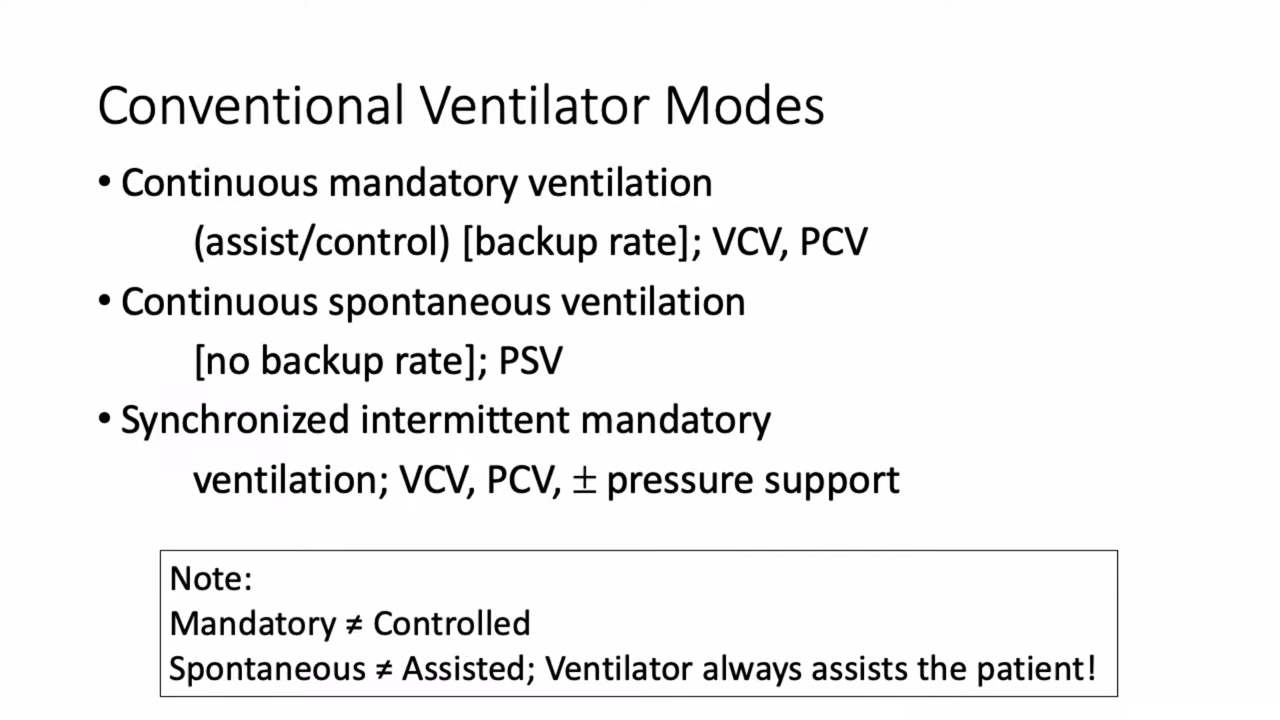 Conventional Ventilator Modes
• Continuous mandatory ventilation
(assist/control) [backup rate]; VCV, PCV
• Continuous spontaneous ventilation
[no backup rate]; PSV
• Synchronized intermittent mandatory
ventilation; VCV, PCV, ± pressure support
Note:
Mandatory ≠ Controlled
Spontaneous ≠ Assisted; Ventilator always assists the patient!